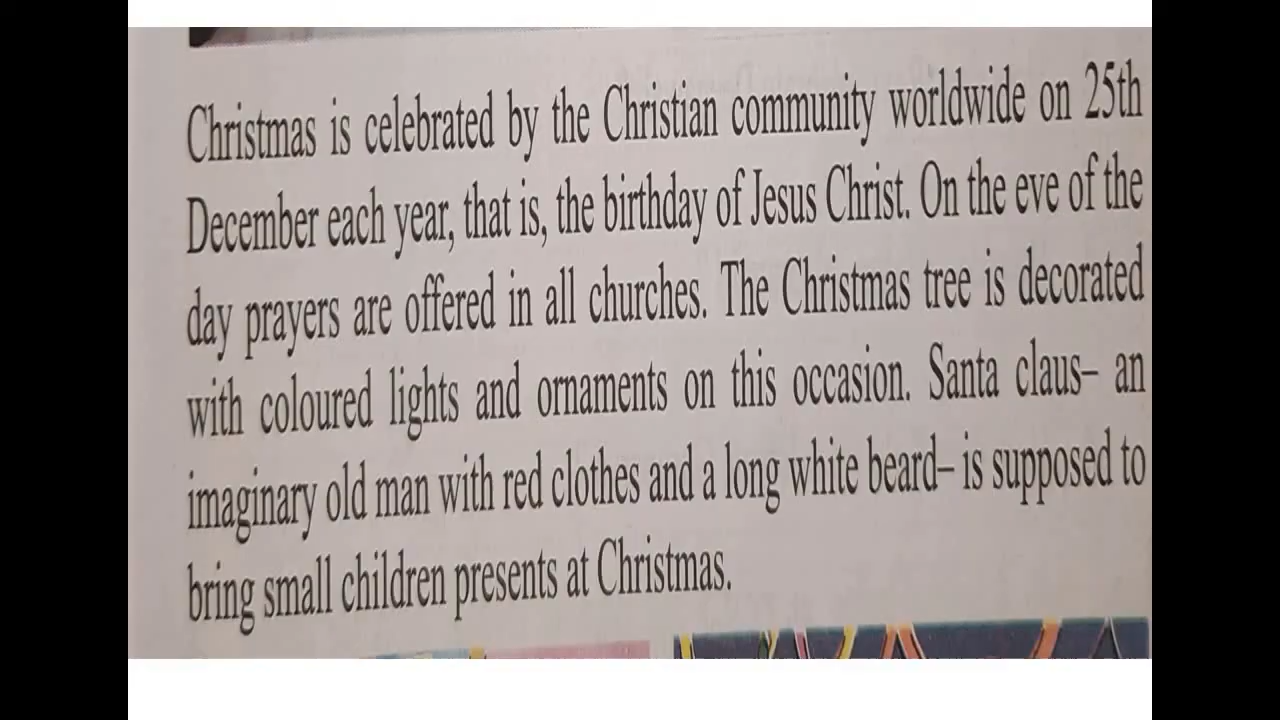 Christmas is celebrated by the Christian community worldwide on 25th
December each year, that is, the birthday of Jesus Christ. On the eve of the
day prayers are offered in all churches. The Christmas tree is decorated
with coloured lights and ornaments on this occasion. Santa claus– an
imaginary old man with red clothes and a long white beard– is supposed to
bring small children presents at Christmas.